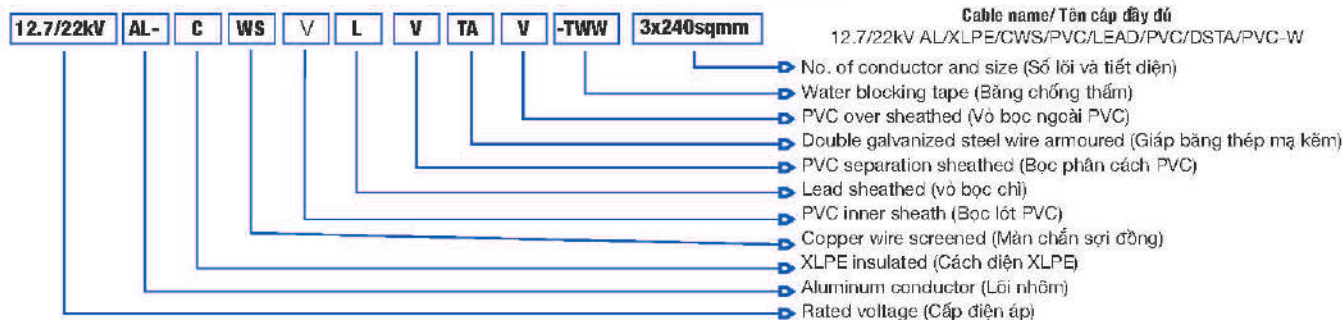 Cable name/ Tên cáp đầy đủ
12.7/22kV AL- C WS V L V TA V -TWW 3x240sqmm
12.7/22kV AL/XLPE/CWS/PVC/LEAD/PVC/DSTA/PVC-W
No. of conductor and size (Số lõi và tiết diện)
Water blocking tape (Băng chống thấm)
PVC over sheathed (Vỏ bọc ngoài PVC)
Double galvanized steel wire armoured (Giáp băng thép mạ kẽm)
PVC separation sheathed (Bọc phân cách PVC)
Lead sheathed (vỏ bọc chì)
PVC inner sheath (Bọc lót PVC)
Copper wire screened (Màn chắn sợi đồng)
XLPE insulated (Cách điện XLPE)
Aluminum conductor (Lõi nhôm)
Rated voltage (Cấp điện áp)